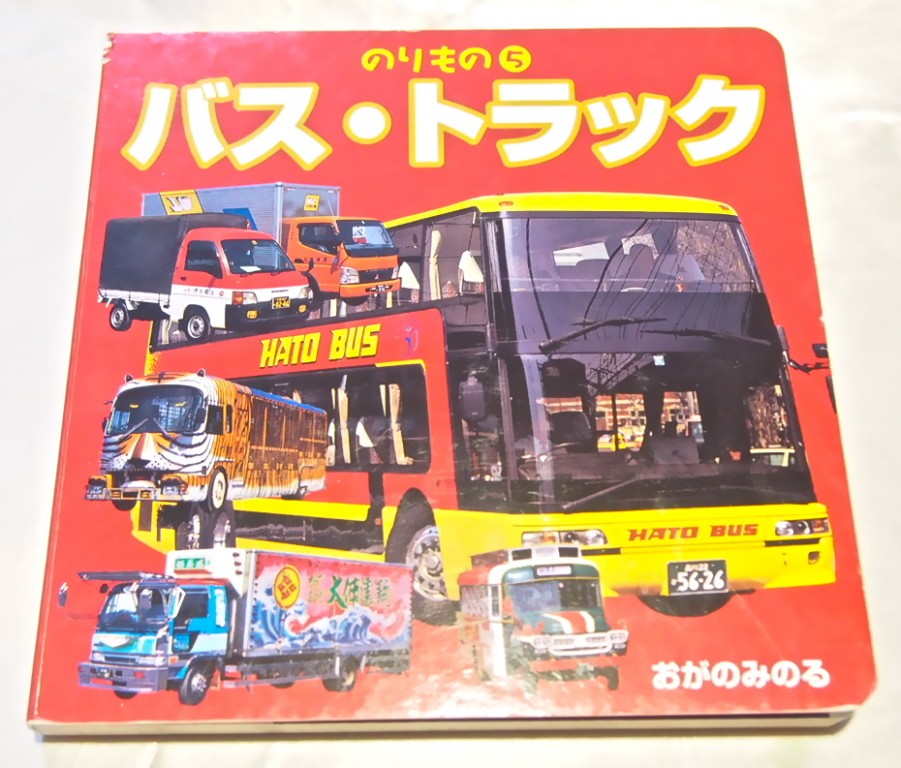 のりもの5
バス・トラック
HATO BUS
HATO BUS
56-26
おがのみのる